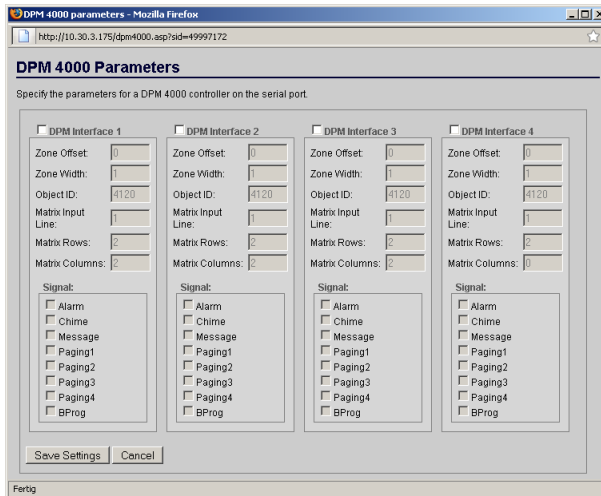 DPM 4000 parameters - Mozilla Firefox
http://10.30.3.175/dpm4000.asp?sid=49997172
DPM 4000 Parameters
Specify the parameters for a DPM 4000 controller on the serial port.
DPM Interface 1
Zone Offset: 0
Zone Width: 1
Object ID: 4120
Matrix Input
Line: 1
Matrix Rows: 2
Matrix Columns: 2
Signal:
Alarm
Chime
Message
Paging1
Paging2
Paging3
Paging4
BProg
DPM Interface 2
Zone Offset: 0
Zone Width: 1
Object ID: 4120
Matrix Input
Line: 1
Matrix Rows: 2
Matrix Columns: 2
Signal:
Alarm
Chime
Message
Paging1
Paging2
Paging3
Paging4
BProg
DPM Interface 3
Zone Offset: 0
Zone Width: 1
Object ID: 4120
Matrix Input
Line: 1
Matrix Rows: 2
Matrix Columns: 2
Signal:
Alarm
Chime
Message
Paging1
Paging2
Paging3
Paging4
BProg
DPM Interface 4
Zone Offset: 0
Zone Width: 1
Object ID: 4120
Matrix Input
Line: 1
Matrix Rows: 2
Matrix Columns: 0
Signal:
Alarm
Chime
Message
Paging1
Paging2
Paging3
Paging4
BProg
Save Settings Cancel
Fertig